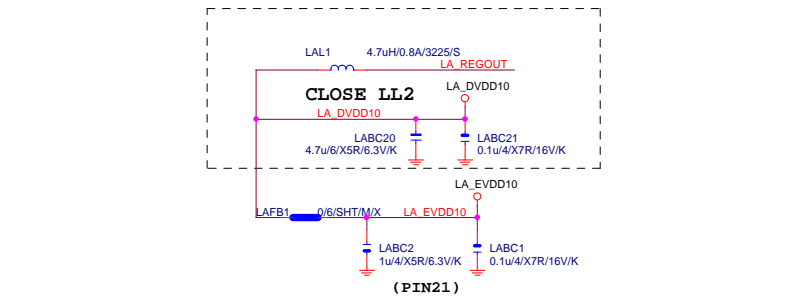 LAL1 4.7uH/0.8A/3225/S
LA_REGOUT
CLOSE LL2
LA_DVDD10
LA_DVDD10
LABC20
4.7u/6/X5R/6.3V/K
LABC21
0.1u/4/X7R/16V/K
LA_EVDD10
LAFB1 0/6/SHT/M/X LA_EVDD10
LABC2
1u/4/X5R/6.3V/K
LABC1
0.1u/4/X7R/16V/K
(PIN21)